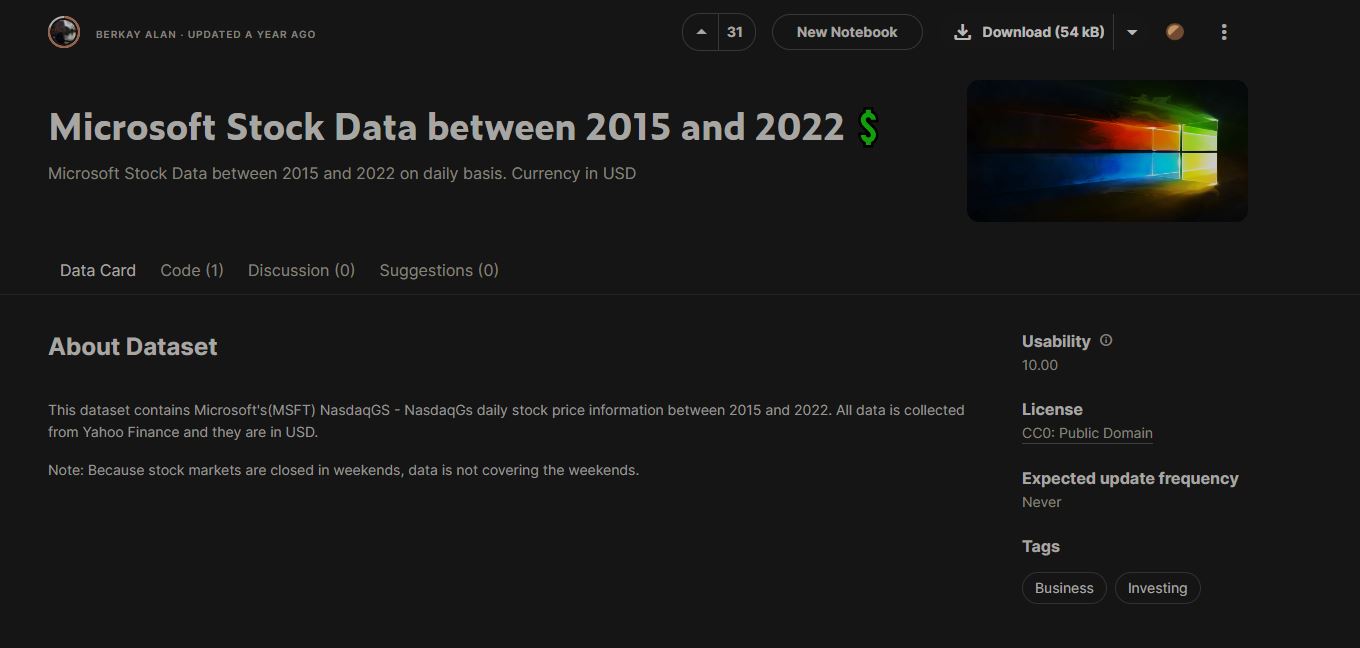 BERKAY ALAN · UPDATED A YEAR AGO
31
New Notebook
Download (54 kB)
Microsoft Stock Data between 2015 and 2022 💲
Microsoft Stock Data between 2015 and 2022 on daily basis. Currency in USD
Data Card
Code (1)
Discussion (0)
Suggestions (0)
About Dataset
This dataset contains Microsoft's(MSFT) NasdaqGS - NasdaqGs daily stock price information between 2015 and 2022. All data is collected
from Yahoo Finance and they are in USD.
Note: Because stock markets are closed in weekends, data is not covering the weekends.
Usability
10.00
License
CC0: Public Domain
Expected update frequency
Never
Tags
Business
Investing